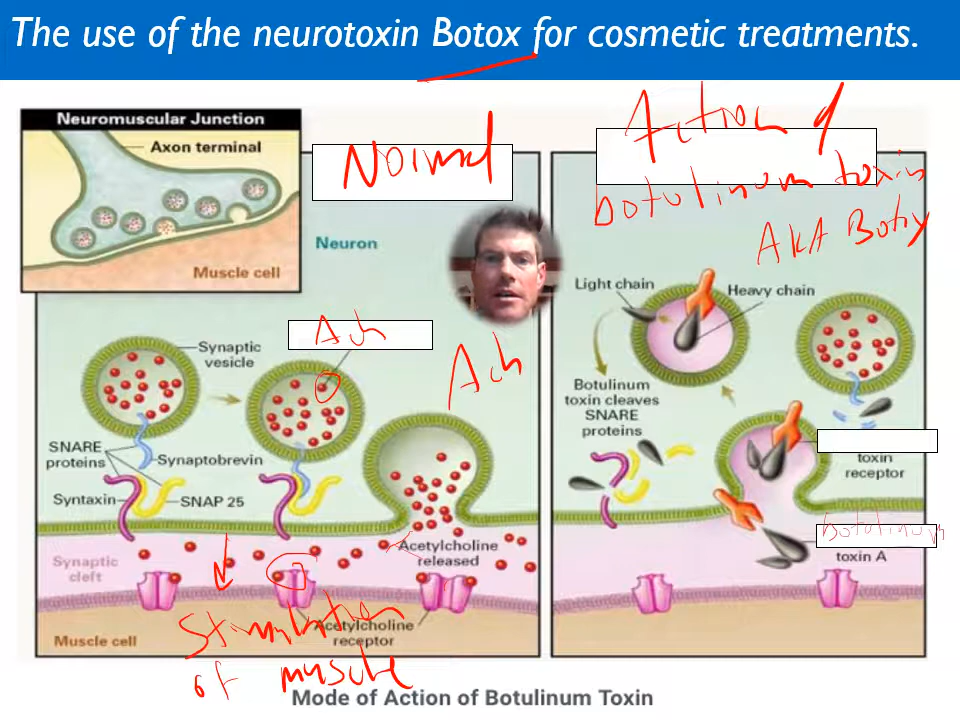 The use of the neurotoxin Botox for cosmetic treatments.
Neuromuscular Junction
Axon terminal
Muscle cell
Normal
Neuron
Ach
Synaptic
vesicle
SNARE
proteins
Synaptobrevin
Syntaxin
SNAP 25
Ach
Acetylcholine
released
Synaptic
cleft
Acetylcholine
receptor
Muscle cell
Stimulation
of muscle
Action of
botulinum toxin
AKA Botox
Light chain
Heavy chain
Botulinum
toxin cleaves
SNARE
proteins
toxin
receptor
Botulinum
toxin A
Mode of Action of Botulinum Toxin